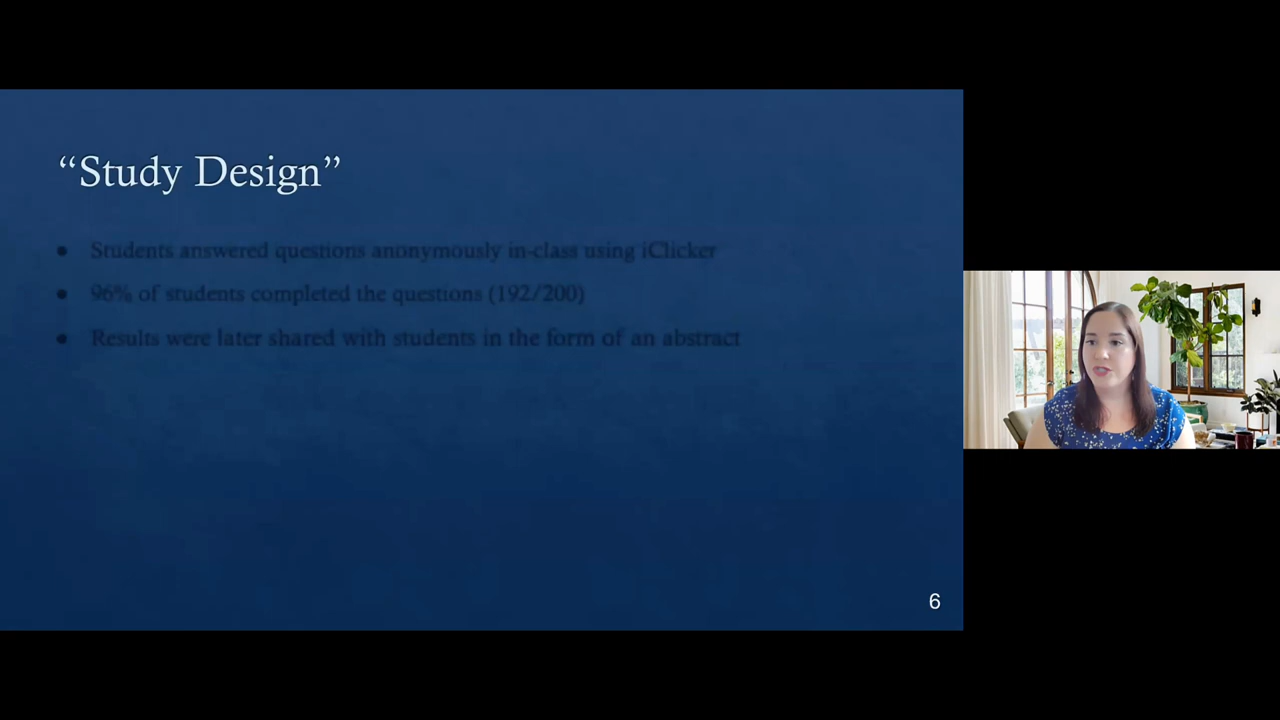 “Study Design”
● Students answered questions anonymously in-class using iClicker
● 96% of students completed the questions (192/200)
● Results were later shared with students in the form of an abstract
6